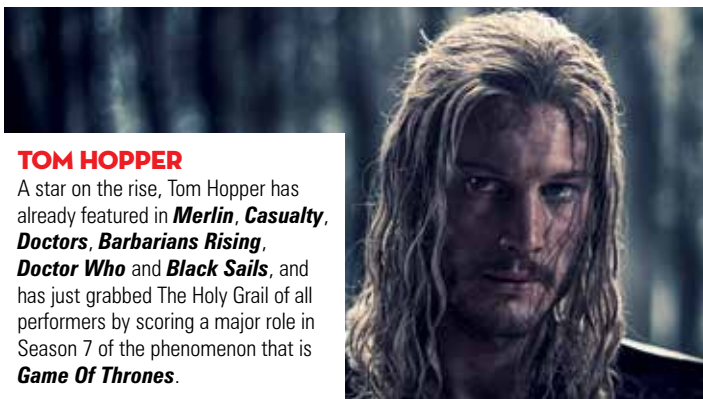 TOM HOPPER
A star on the rise, Tom Hopper has
already featured in Merlin, Casualty,
Doctors, Barbarians Rising,
Doctor Who and Black Sails, and
has just grabbed The Holy Grail of all
performers by scoring a major role in
Season 7 of the phenomenon that is
Game Of Thrones.